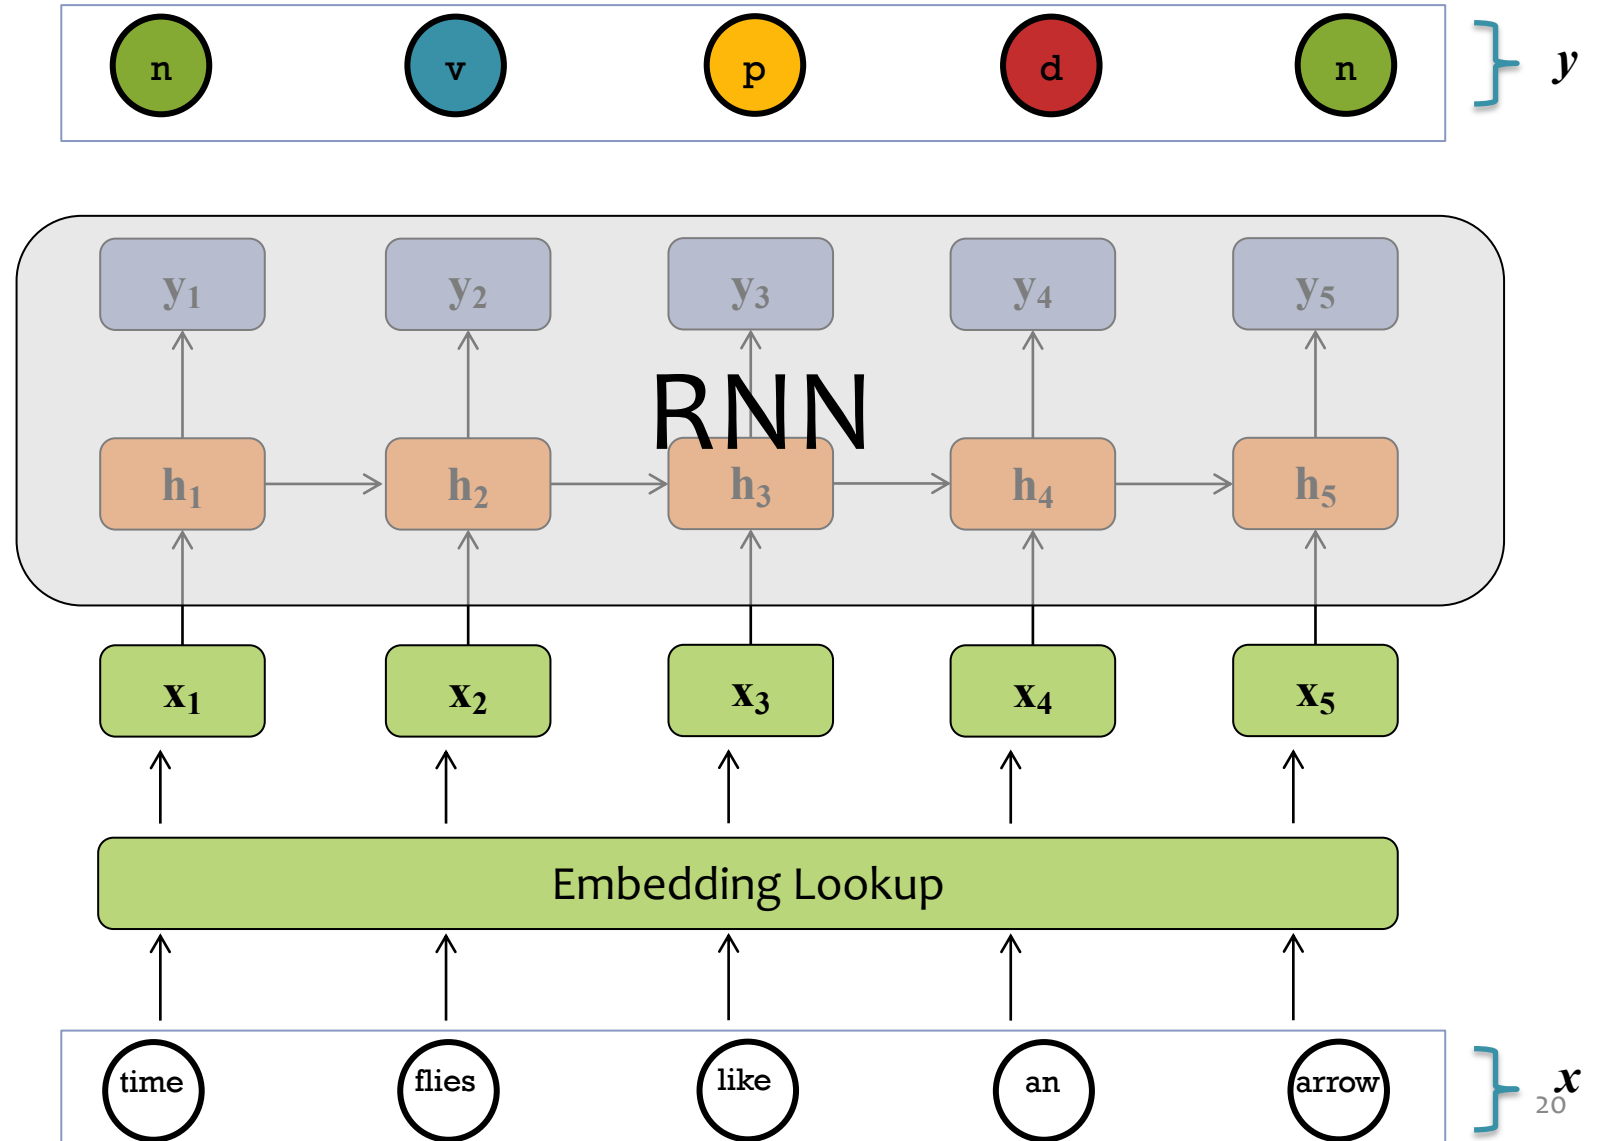 n v p d n y
y1 y2 y3 y4 y5
RNN
h1 h2 h3 h4 h5
x1 x2 x3 x4 x5
Embedding Lookup
time flies like an arrow x
20